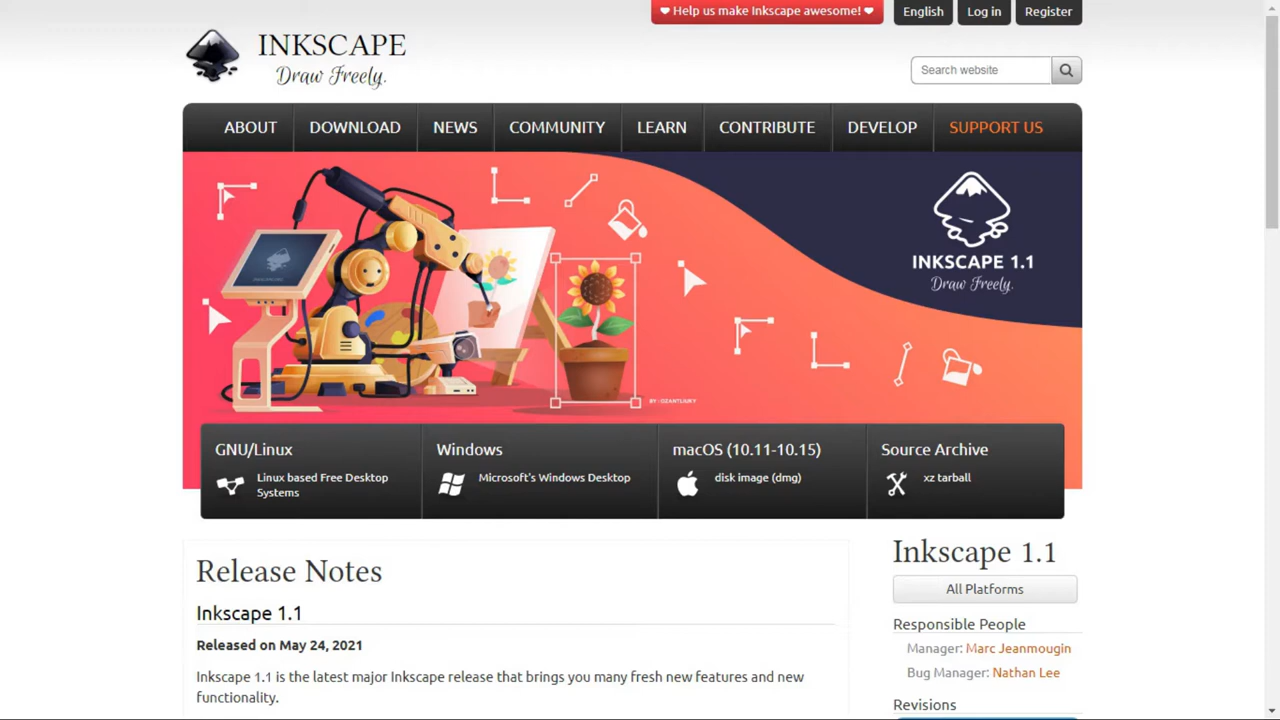 ❤ Help us make Inkscape awesome! ❤
English
Log in
Register
INKSCAPE
Draw Freely.
Search website
ABOUT
DOWNLOAD
NEWS
COMMUNITY
LEARN
CONTRIBUTE
DEVELOP
SUPPORT US
INKSCAPE 1.1
Draw Freely.
GNU/Linux
Linux based Free Desktop
Systems
Windows
Microsoft's Windows Desktop
macOS (10.11-10.15)
disk image (dmg)
Source Archive
xz tarball
Release Notes
Inkscape 1.1
Released on May 24, 2021
Inkscape 1.1 is the latest major Inkscape release that brings you many fresh new features and new
functionality.
Inkscape 1.1
All Platforms
Responsible People
Manager: Marc Jeanmougin
Bug Manager: Nathan Lee
Revisions